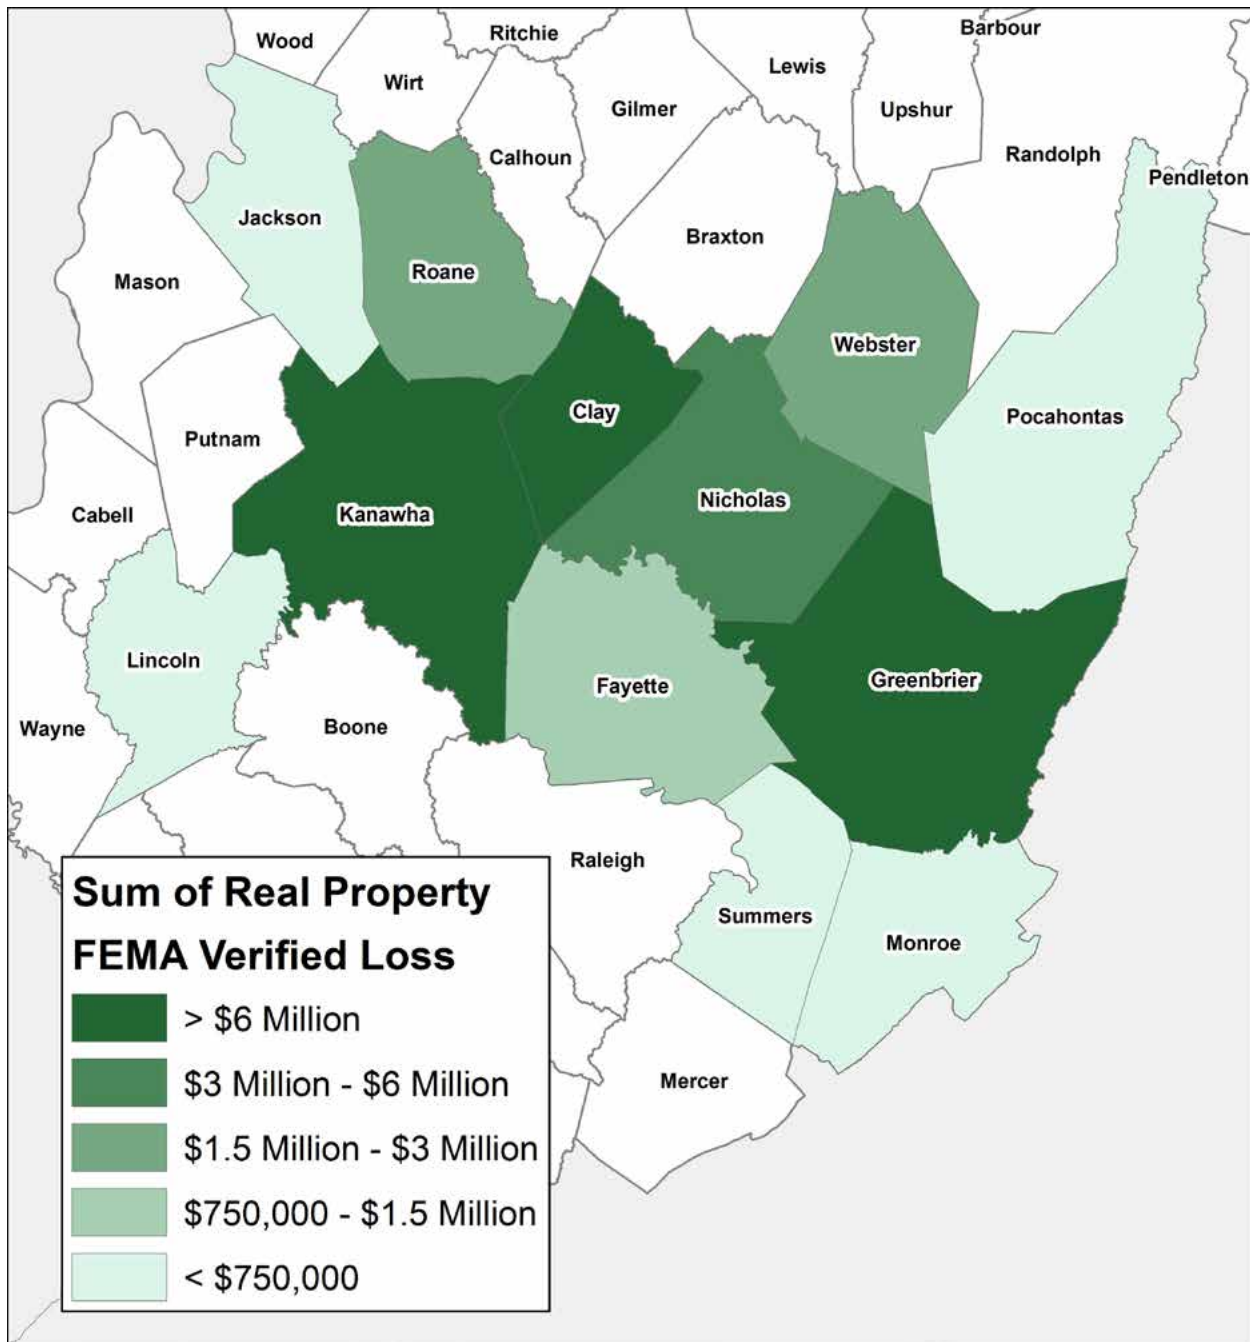 Wood
Ritchie
Barbour
Wirt
Lewis
Gilmer
Upshur
Calhoun
Randolph
Pendleton
Jackson
Braxton
Roane
Mason
Webster
Clay
Pocahontas
Putnam
Nicholas
Cabell
Kanawha
Lincoln
Greenbrier
Fayette
Wayne
Boone
Raleigh
Summers
Monroe
Mercer
Sum of Real Property
FEMA Verified Loss
> $6 Million
$3 Million - $6 Million
$1.5 Million - $3 Million
$750,000 - $1.5 Million
< $750,000